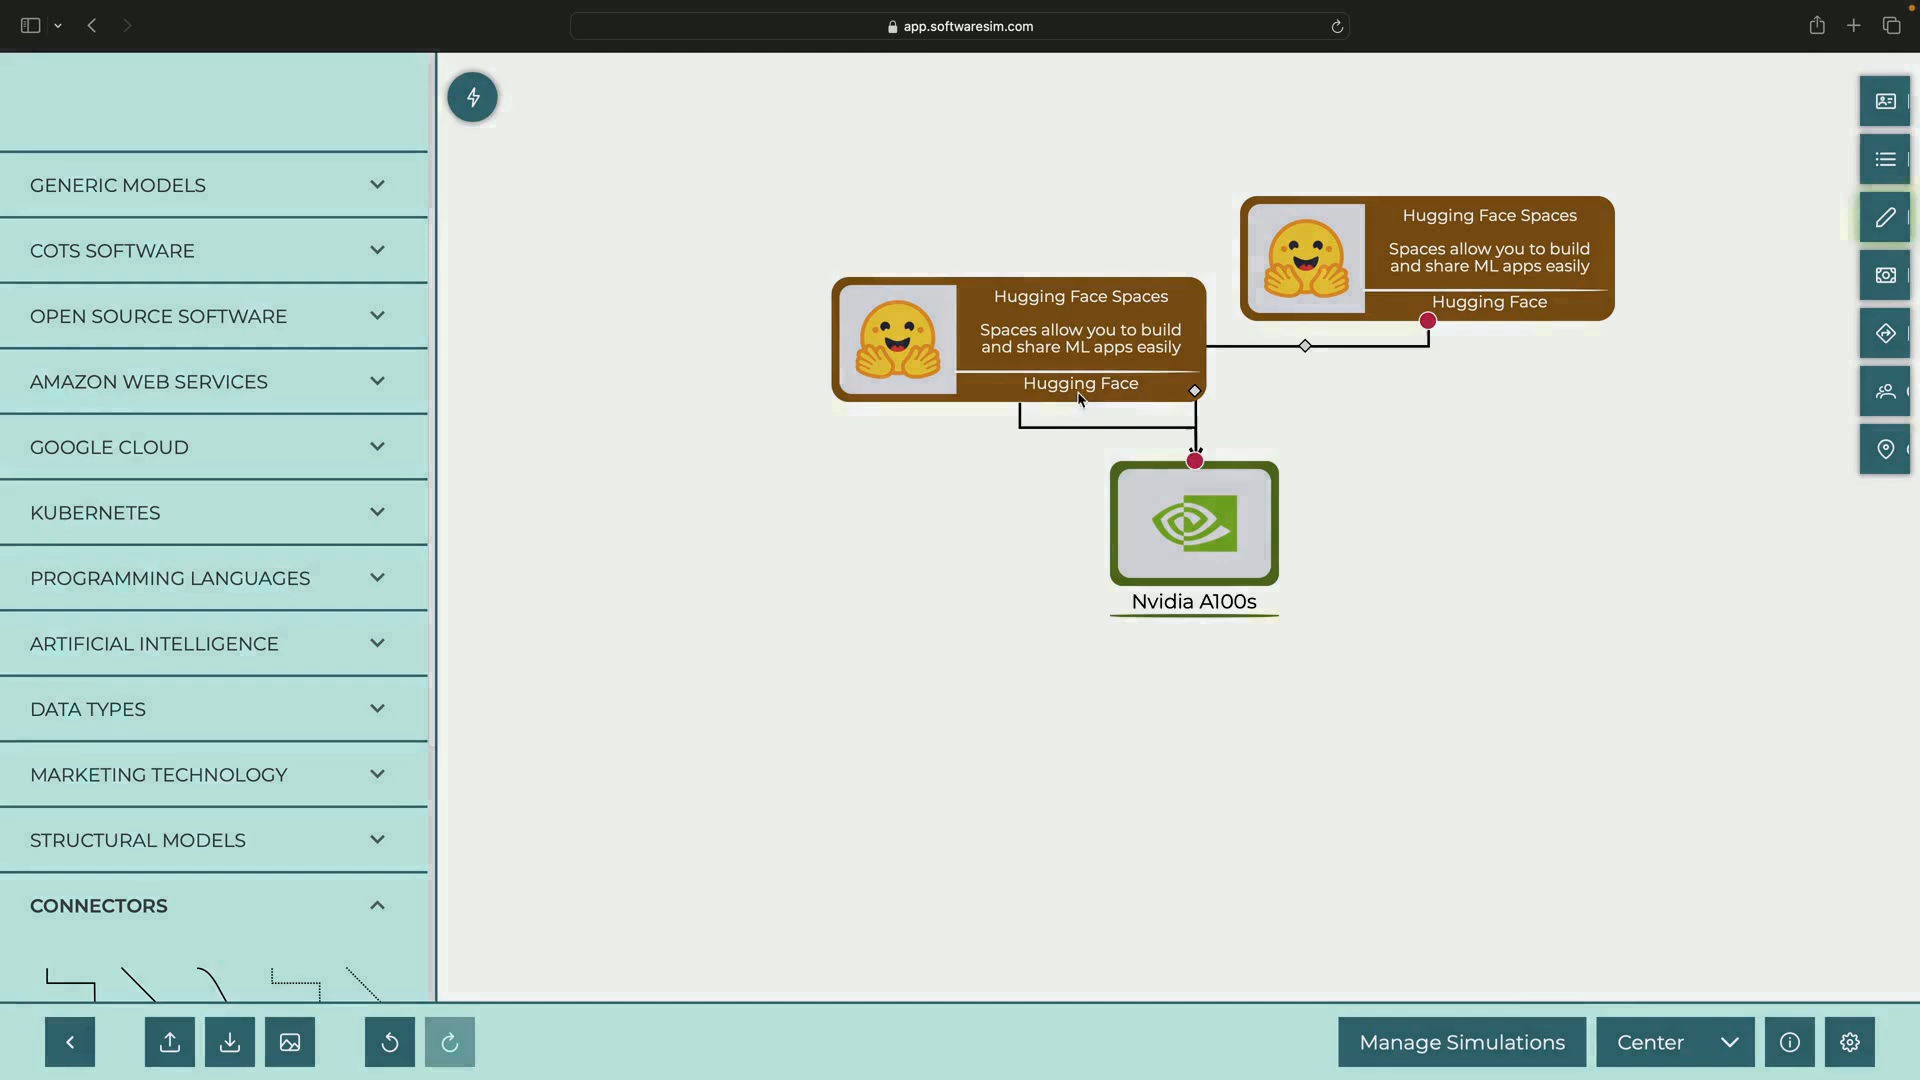 app.softwaresim.com
GENERIC MODELS
COTS SOFTWARE
OPEN SOURCE SOFTWARE
AMAZON WEB SERVICES
GOOGLE CLOUD
KUBERNETES
PROGRAMMING LANGUAGES
ARTIFICIAL INTELLIGENCE
DATA TYPES
MARKETING TECHNOLOGY
STRUCTURAL MODELS
CONNECTORS
Hugging Face Spaces
Spaces allow you to build
and share ML apps easily
Hugging Face
Hugging Face Spaces
Spaces allow you to build
and share ML apps easily
Hugging Face
Nvidia A100s
Manage Simulations
Center